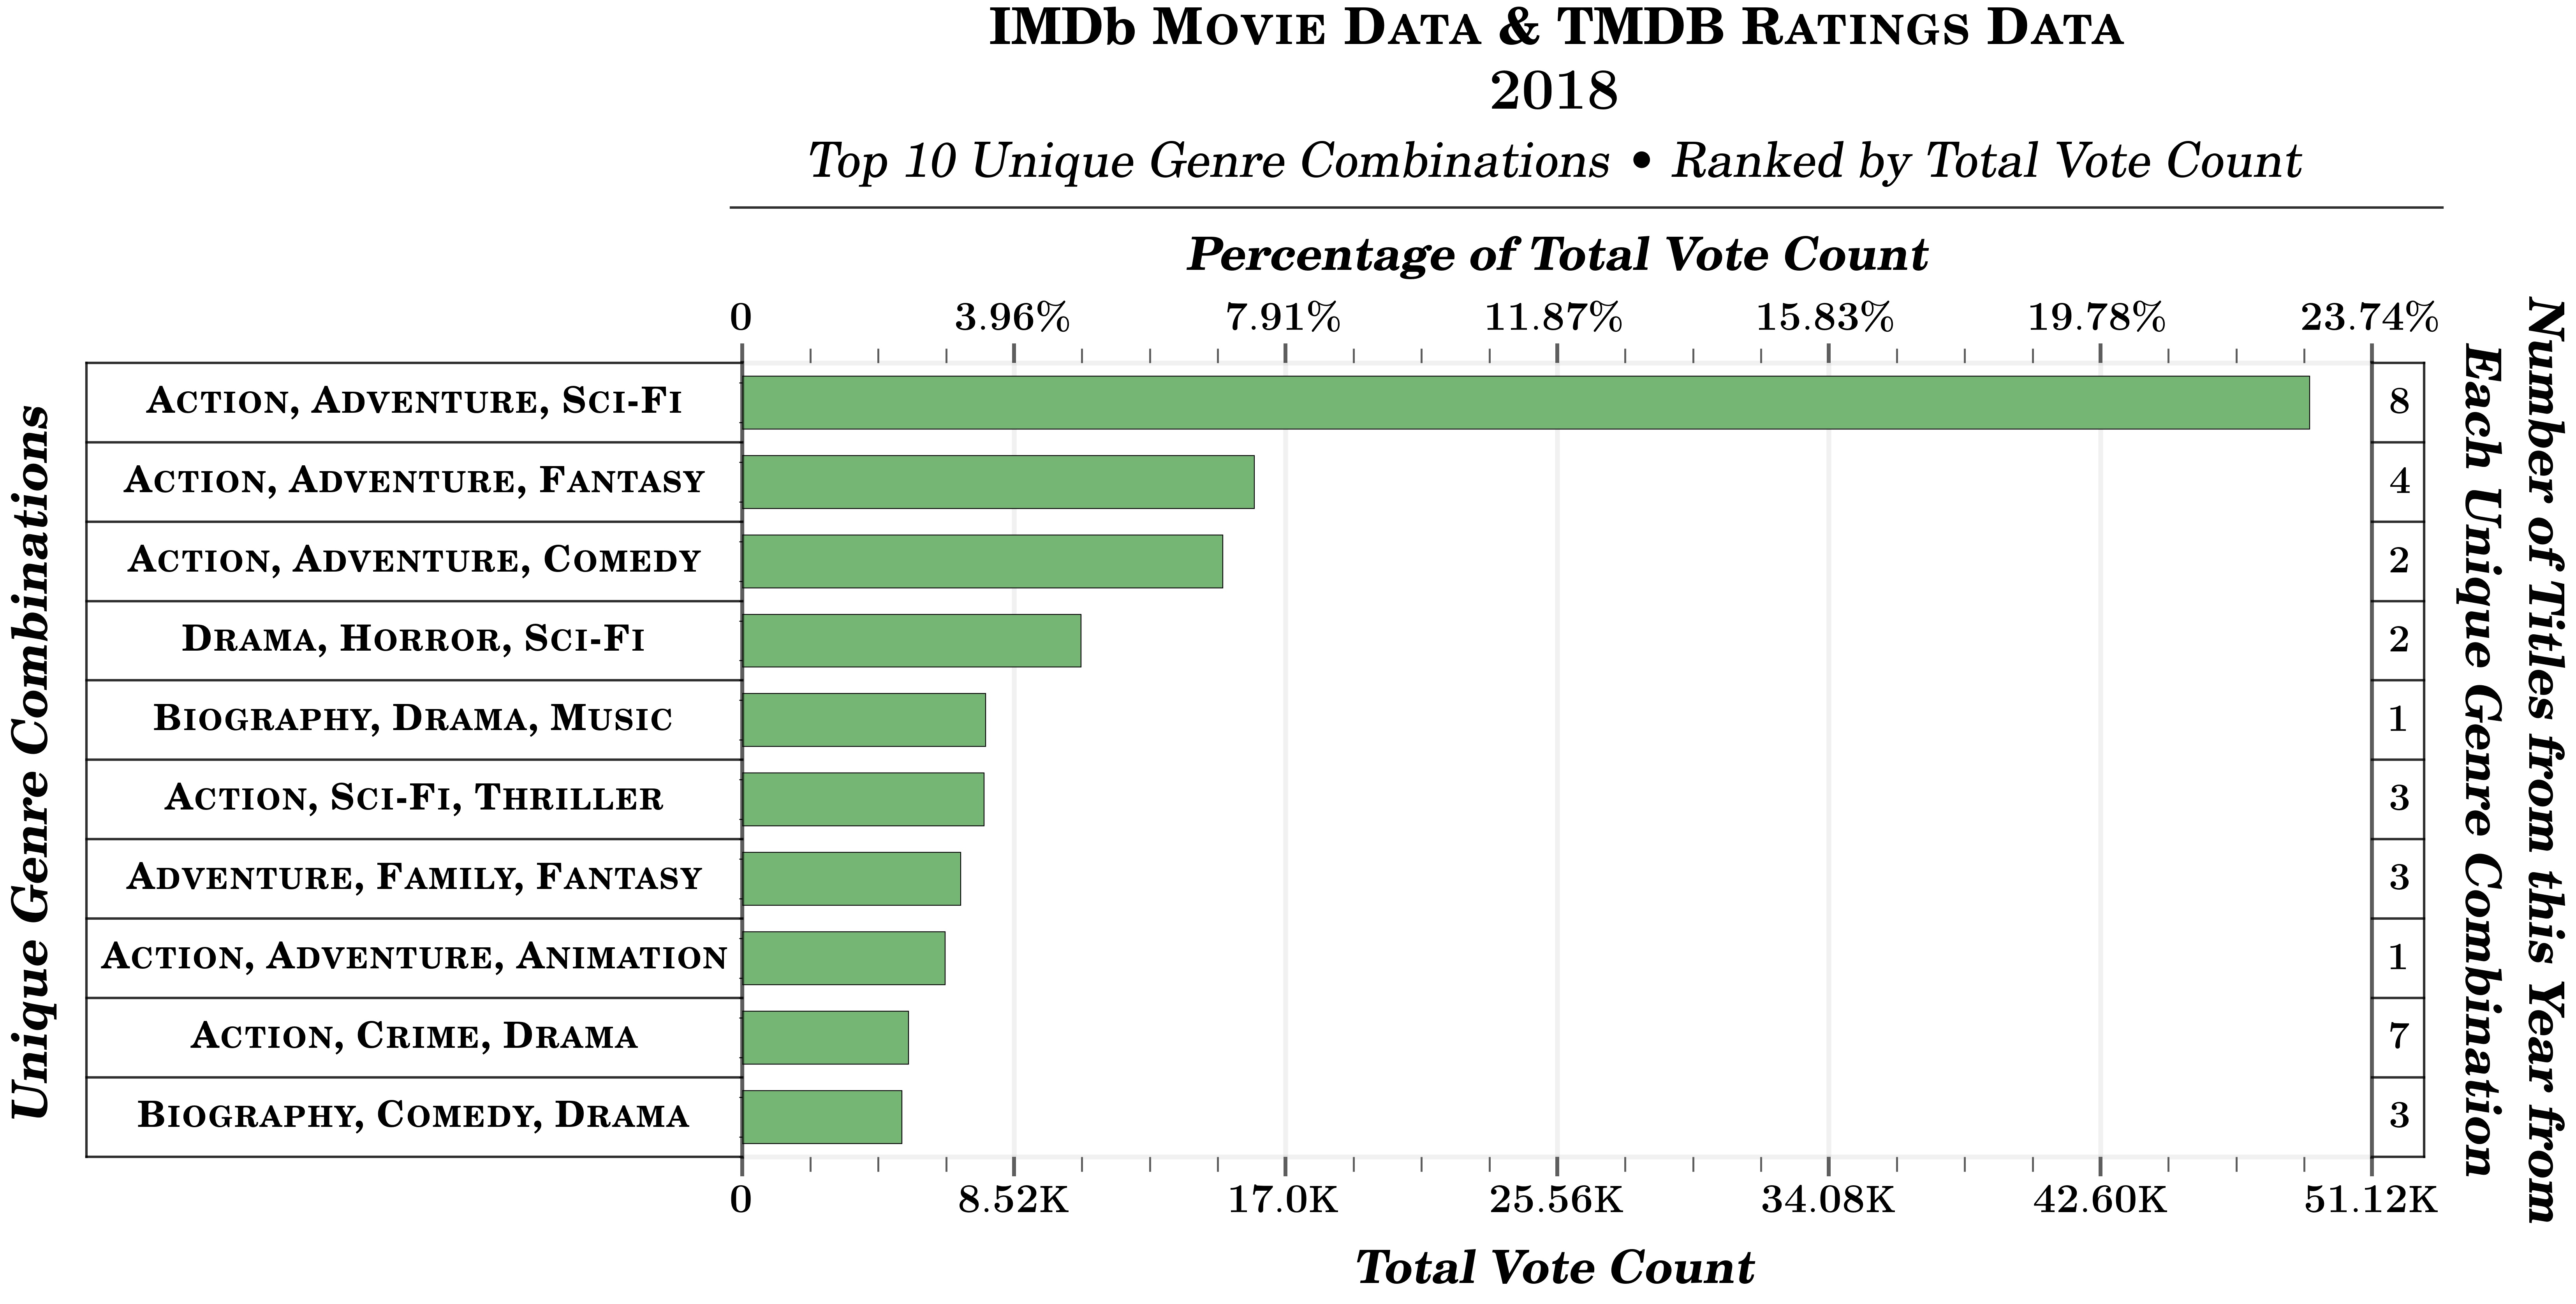 IMDb Movie Data & TMDB Ratings Data
2018
Top 10 Unique Genre Combinations • Ranked by Total Vote Count
Percentage of Total Vote Count
0 3.96% 7.91% 11.87% 15.83% 19.78% 23.74%
Unique Genre Combinations
Action, Adventure, Sci-Fi 8
Action, Adventure, Fantasy 4
Action, Adventure, Comedy 2
Drama, Horror, Sci-Fi 2
Biography, Drama, Music 1
Action, Sci-Fi, Thriller 3
Adventure, Family, Fantasy 3
Action, Adventure, Animation 1
Action, Crime, Drama 7
Biography, Comedy, Drama 3
Number of Titles from this Year from
Each Unique Genre Combination
0 8.52K 17.0K 25.56K 34.08K 42.60K 51.12K
Total Vote Count